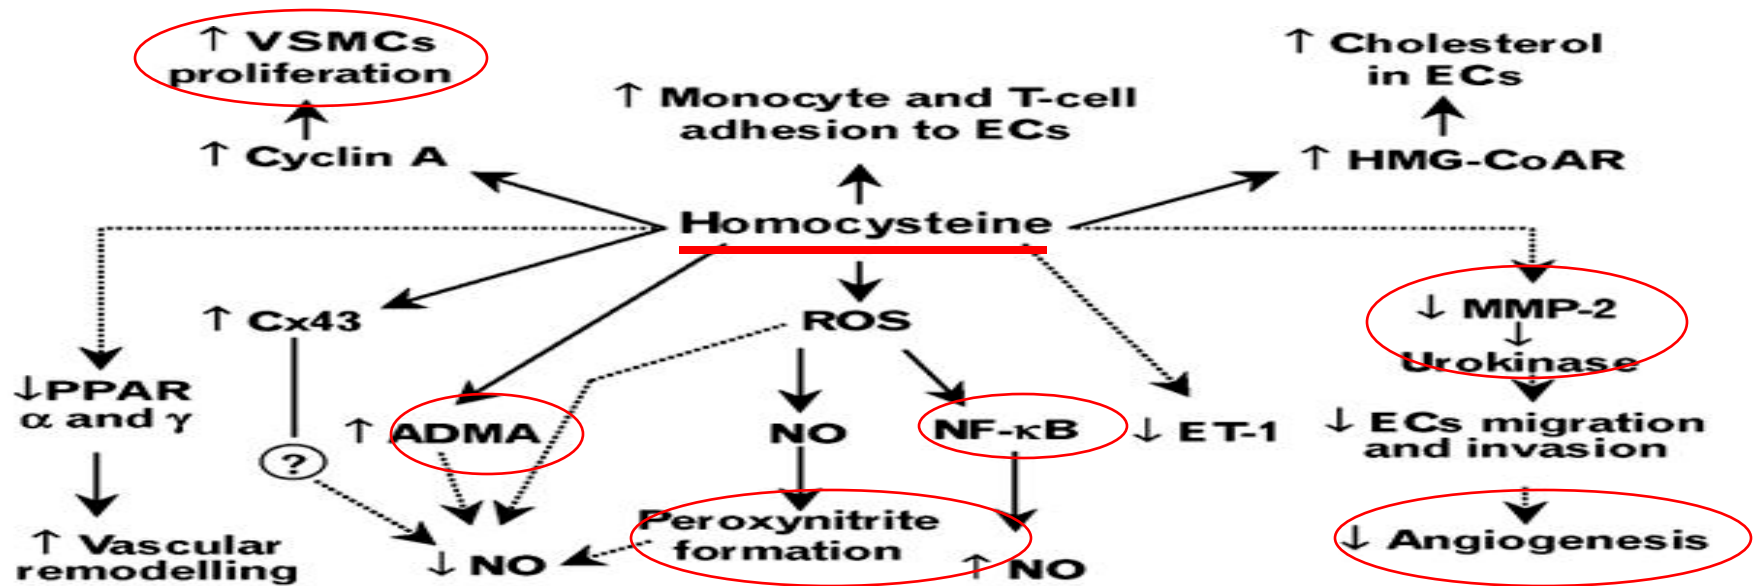 ↑ VSMCs
proliferation
↑ Cyclin A
↑ Monocyte and T-cell
adhesion to ECs
↑ Cholesterol
in ECs
↑ HMG-CoAR
Homocysteine
↓PPAR
α and γ
↑ Vascular
remodelling
↑ Cx43
?
↑ ADMA
↓ NO
ROS
NO
Peroxynitrite
formation
NF-κB
↑ NO
↓ ET-1
↓ MMP-2
↓
Urokinase
↓ ECs migration
and invasion
↓ Angiogenesis